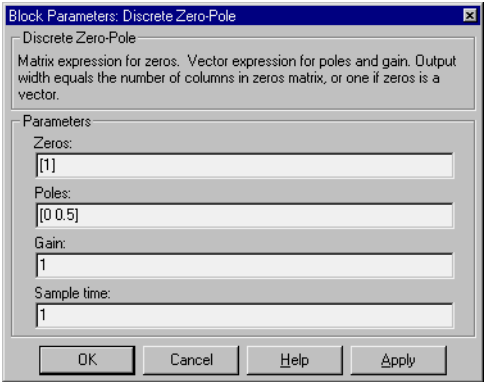 Block Parameters: Discrete Zero-Pole
Discrete Zero-Pole
Matrix expression for zeros.  Vector expression for poles and gain. Output
width equals the number of columns in zeros matrix, or one if zeros is a
vector.
Parameters
Zeros:
[1]
Poles:
[0 0.5]
Gain:
1
Sample time:
1
OK Cancel Help Apply